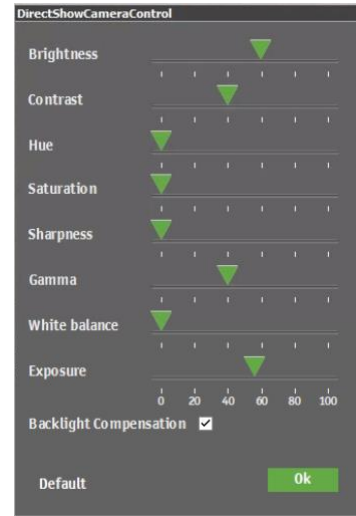 DirectShowCameraControl
Brightness
Contrast
Hue
Saturation
Sharpness
Gamma
White balance
Exposure
0 20 40 60 80 100
Backlight Compensation
Default Ok